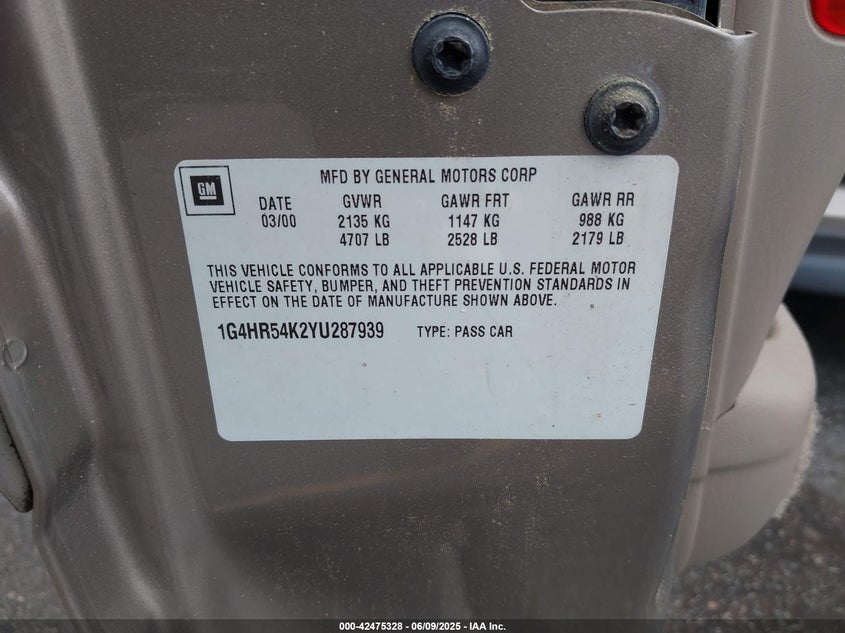 GM
MFD BY GENERAL MOTORS CORP
DATE GVWR GAWR FRT GAWR RR
03/00 2135 KG 1147 KG 988 KG
4707 LB 2528 LB 2179 LB
THIS VEHICLE CONFORMS TO ALL APPLICABLE U.S. FEDERAL MOTOR
VEHICLE SAFETY, BUMPER, AND THEFT PREVENTION STANDARDS IN
EFFECT ON THE DATE OF MANUFACTURE SHOWN ABOVE.
1G4HR54K2YU287939 TYPE: PASS CAR
000-42475328 | 06/09/2025 - IAA Inc.